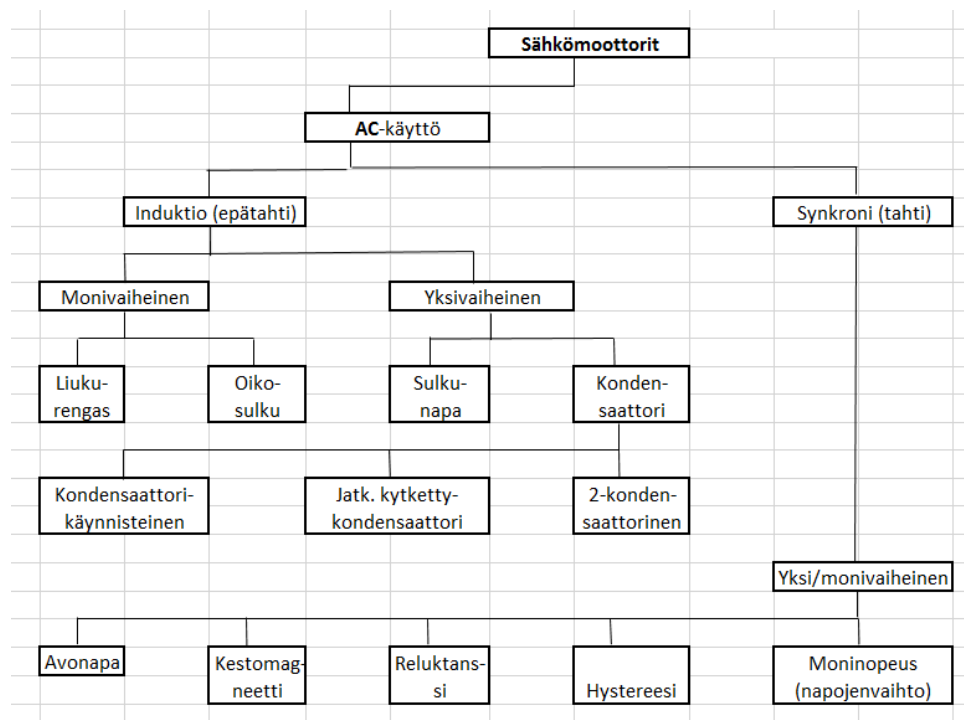 Sähkömoottorit
AC-käyttö
Induktio (epätahti)
Synkroni (tahti)
Monivaiheinen
Yksivaiheinen
Liuku-
rengas
Oiko-
sulku
Sulku-
napa
Konden-
saattori
Kondensaattori-
käynnisteinen
Jatk. kytketty-
kondensaattori
2-konden-
saattorinen
Yksi/monivaiheinen
Avonapa
Kestomag-
neetti
Reluktans-
si
Hystereesi
Moninopeus
(napojenvaihto)